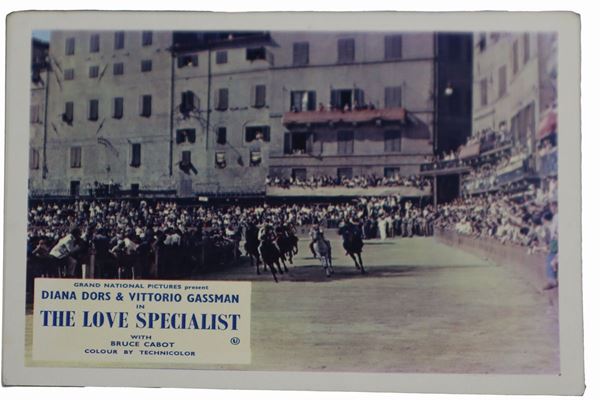 GRAND NATIONAL PICTURES present
DIANA DORS & VITTORIO GASSMAN
IN
THE LOVE SPECIALIST
WITH
BRUCE CABOT
COLOUR BY TECHNICOLOR
U